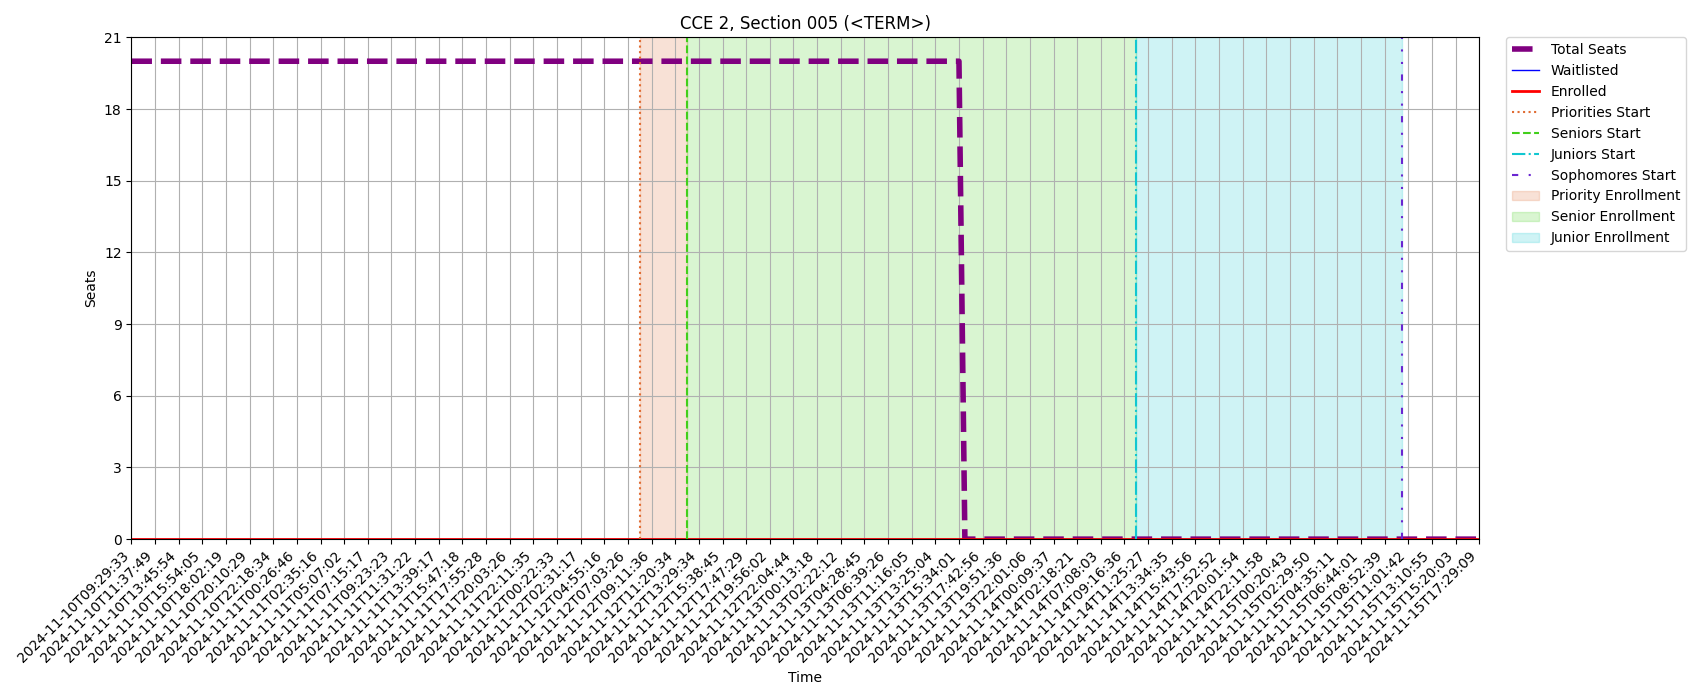 CCE 2, Section 005 (<TERM>)
21
18
15
12
9
6
3
0
Seats
2024-11-10T09:29:33
2024-11-10T11:37:49
2024-11-10T13:45:54
2024-11-10T15:54:05
2024-11-10T18:02:19
2024-11-10T20:10:29
2024-11-10T22:18:34
2024-11-11T00:26:46
2024-11-11T02:35:16
2024-11-11T05:07:02
2024-11-11T07:15:17
2024-11-11T09:23:23
2024-11-11T11:31:22
2024-11-11T13:39:17
2024-11-11T15:47:18
2024-11-11T17:55:28
2024-11-11T20:03:26
2024-11-11T22:11:35
2024-11-12T00:22:33
2024-11-12T02:31:17
2024-11-12T04:55:16
2024-11-12T07:03:26
2024-11-12T09:11:36
2024-11-12T11:20:34
2024-11-12T13:29:34
2024-11-12T15:38:45
2024-11-12T17:47:29
2024-11-12T19:56:02
2024-11-12T22:04:44
2024-11-13T00:13:18
2024-11-13T02:22:12
2024-11-13T04:28:45
2024-11-13T06:39:26
2024-11-13T11:16:05
2024-11-13T13:25:04
2024-11-13T15:34:01
2024-11-13T17:42:56
2024-11-13T19:51:36
2024-11-13T22:01:06
2024-11-14T00:09:37
2024-11-14T02:18:21
2024-11-14T07:08:03
2024-11-14T09:16:36
2024-11-14T11:25:27
2024-11-14T13:34:35
2024-11-14T15:43:56
2024-11-14T17:52:52
2024-11-14T20:01:54
2024-11-14T22:11:58
2024-11-15T00:20:43
2024-11-15T02:29:50
2024-11-15T04:35:11
2024-11-15T06:44:01
2024-11-15T08:52:39
2024-11-15T11:01:42
2024-11-15T13:10:55
2024-11-15T15:20:03
2024-11-15T17:29:09
Time
Total Seats
Waitlisted
Enrolled
Priorities Start
Seniors Start
Juniors Start
Sophomores Start
Priority Enrollment
Senior Enrollment
Junior Enrollment